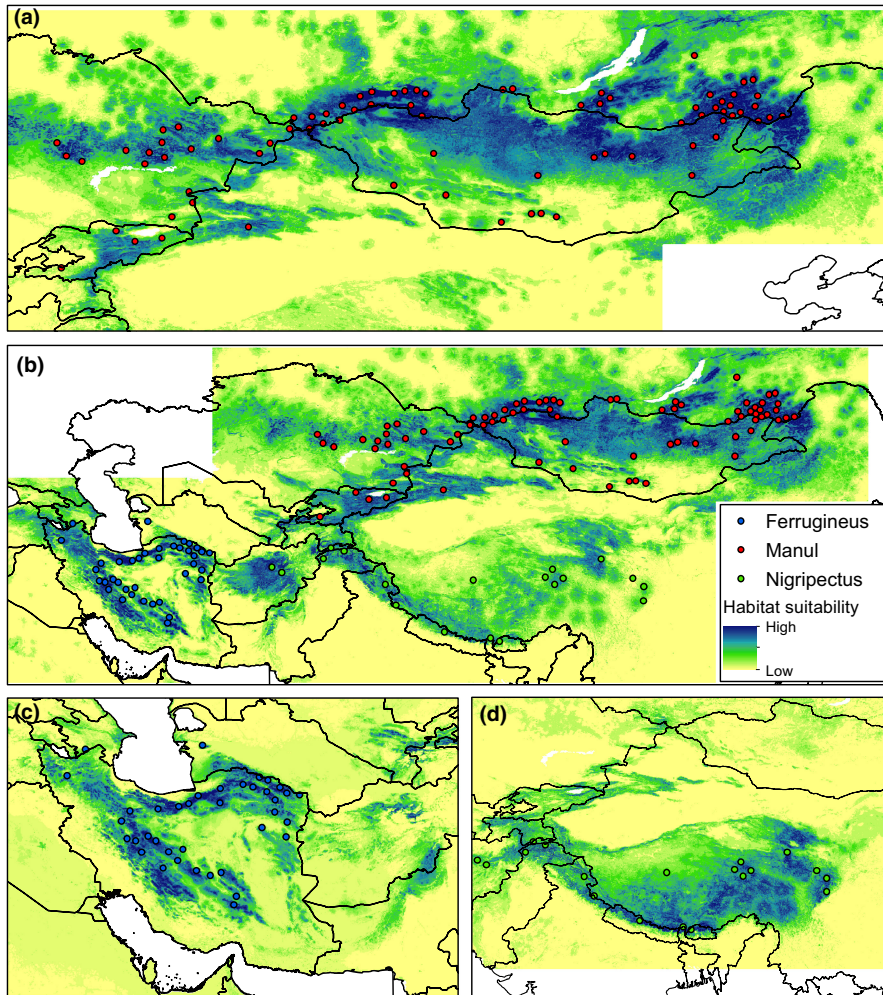 (a)
(b)
Ferrugineus
Manul
Nigripectus
Habitat suitability
High
Low
(c)
(d)